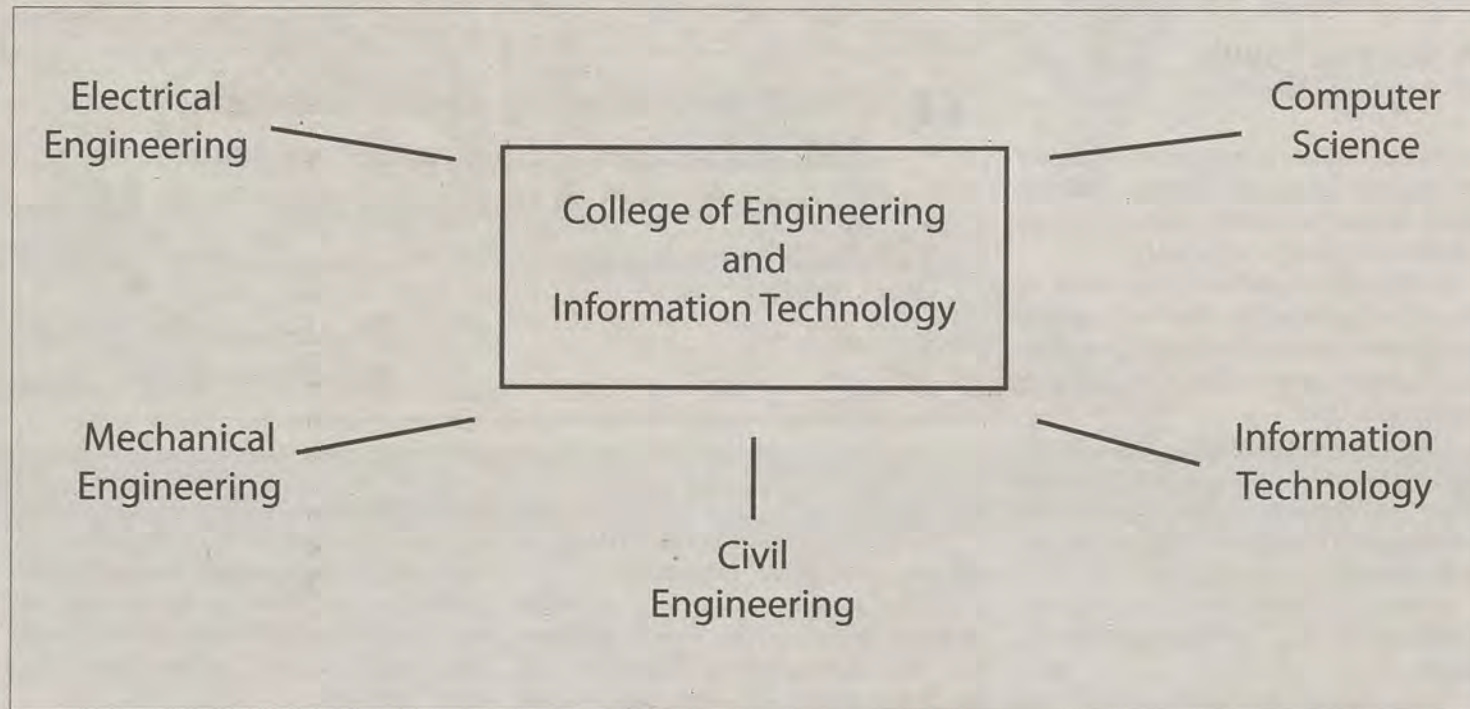 Electrical
Engineering
Computer
Science
College of Engineering
and
Information Technology
Mechanical
Engineering
Information
Technology
Civil
Engineering